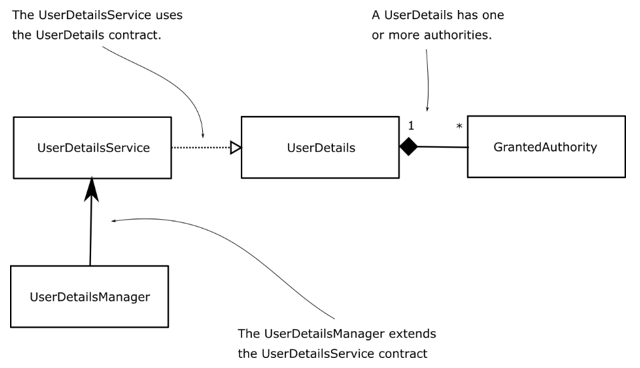 The UserDetailsService uses
the UserDetails contract.
A UserDetails has one
or more authorities.
UserDetailsService
UserDetails
1
*
GrantedAuthority
UserDetailsManager
The UserDetailsManager extends
the UserDetailsService contract